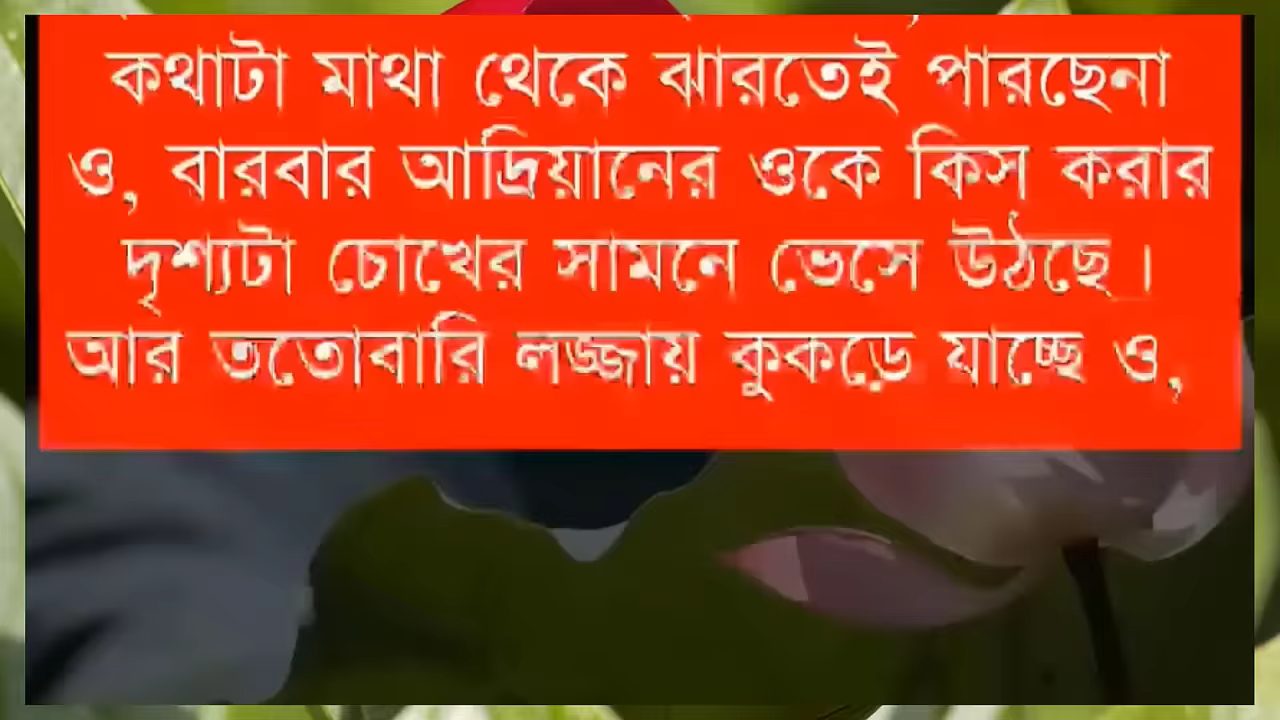 কথাটা মাথা থেকে ঝারতেই পারছেনা
ও, বারবার আদ্রিয়ানের ওকে কিস করার
দৃশ্যটা চোখের সামনে ভেসে উঠছে।
আর ততোবারি লজ্জায় কুকড়ে যাচ্ছে ও,